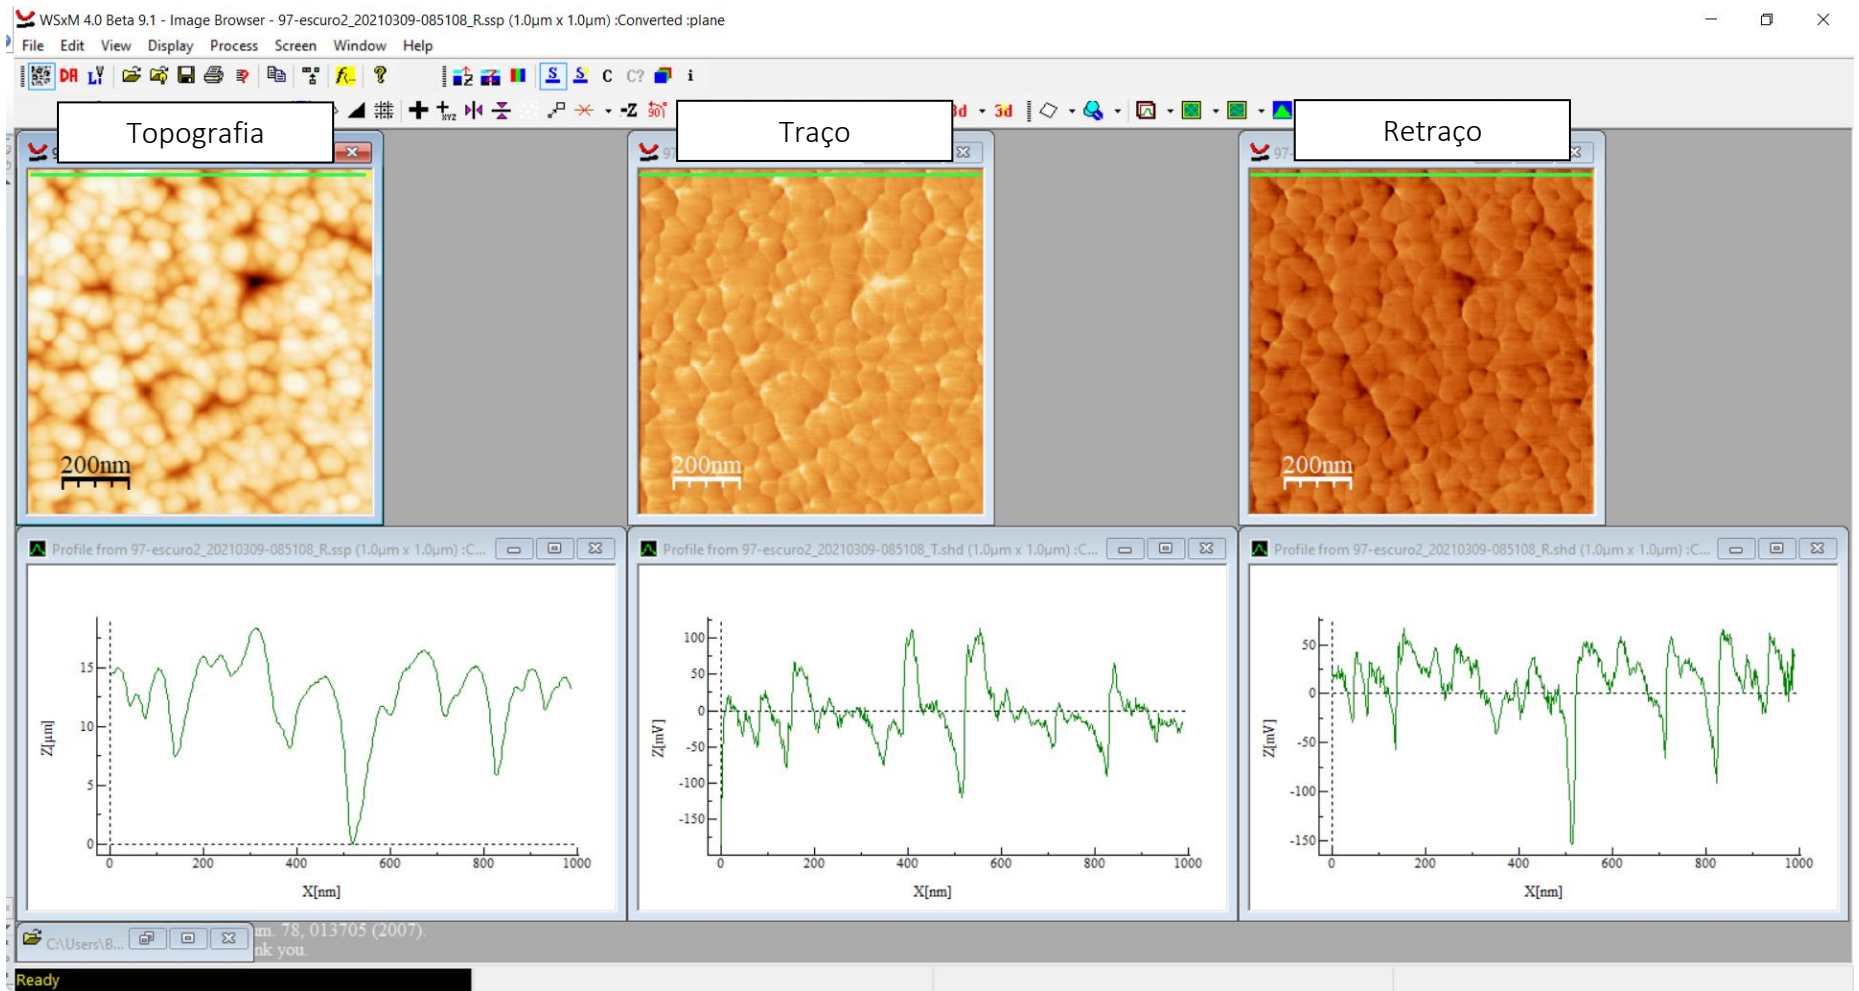 WSxM 4.0 Beta 9.1 - Image Browser - 97-escuro2_20210309-085108_R.ssp (1.0µm x 1.0µm) :Converted :plane
File Edit View Display Process Screen Window Help
Topografia
Traço
Retraço
200nm
200nm
200nm
Profile from 97-escuro2_20210309-085108_R.ssp (1.0µm x 1.0µm) :C...
Profile from 97-escuro2_20210309-085108_T.shd (1.0µm x 1.0µm) :C...
Profile from 97-escuro2_20210309-085108_R.shd (1.0µm x 1.0µm) :C...
Z[µm]
15
10
5
0
0 200 400 600 800 1000
X[nm]
Z[mV]
100
50
0
-50
-100
-150
0 200 400 600 800 1000
X[nm]
Z[mV]
50
0
-50
-100
-150
0 200 400 600 800 1000
X[nm]
C:\Users\B...
78, 013705 (2007).
you.
Ready